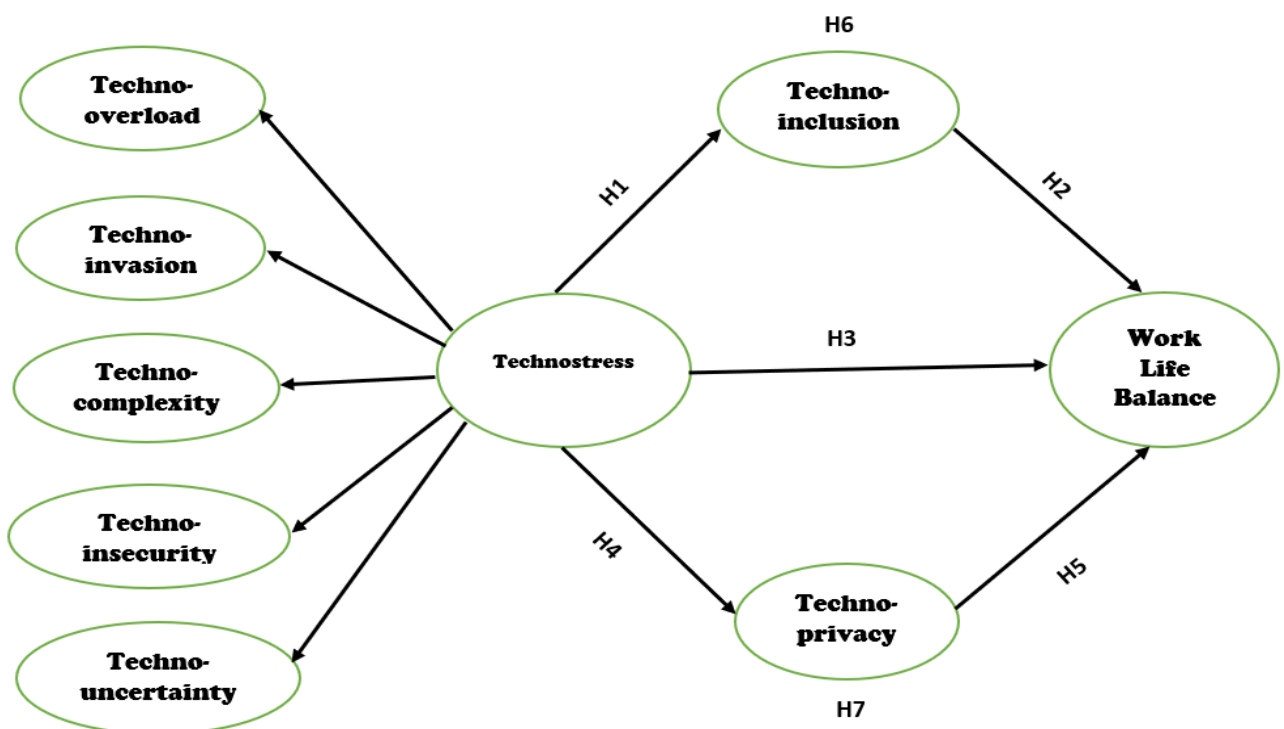 H6
Techno-
overload
Techno-
inclusion
H1
H2
Techno-
invasion
Technostress
H3
Work
Life
Balance
Techno-
complexity
Techno-
insecurity
H4
H5
Techno-
privacy
Techno-
uncertainty
H7